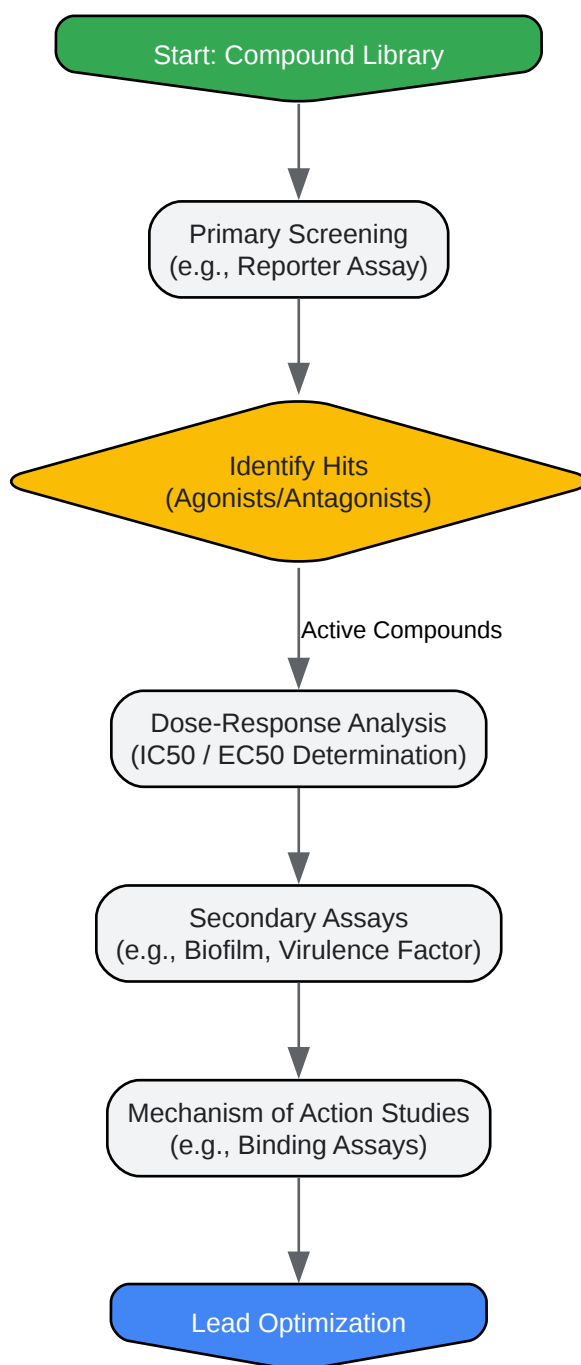 Start: Compound Library
Primary Screening
(e.g., Reporter Assay)
Identify Hits
(Agonists/Antagonists)
Active Compounds
Dose-Response Analysis
(IC50 / EC50 Determination)
Secondary Assays
(e.g., Biofilm, Virulence Factor)
Mechanism of Action Studies
(e.g., Binding Assays)
Lead Optimization